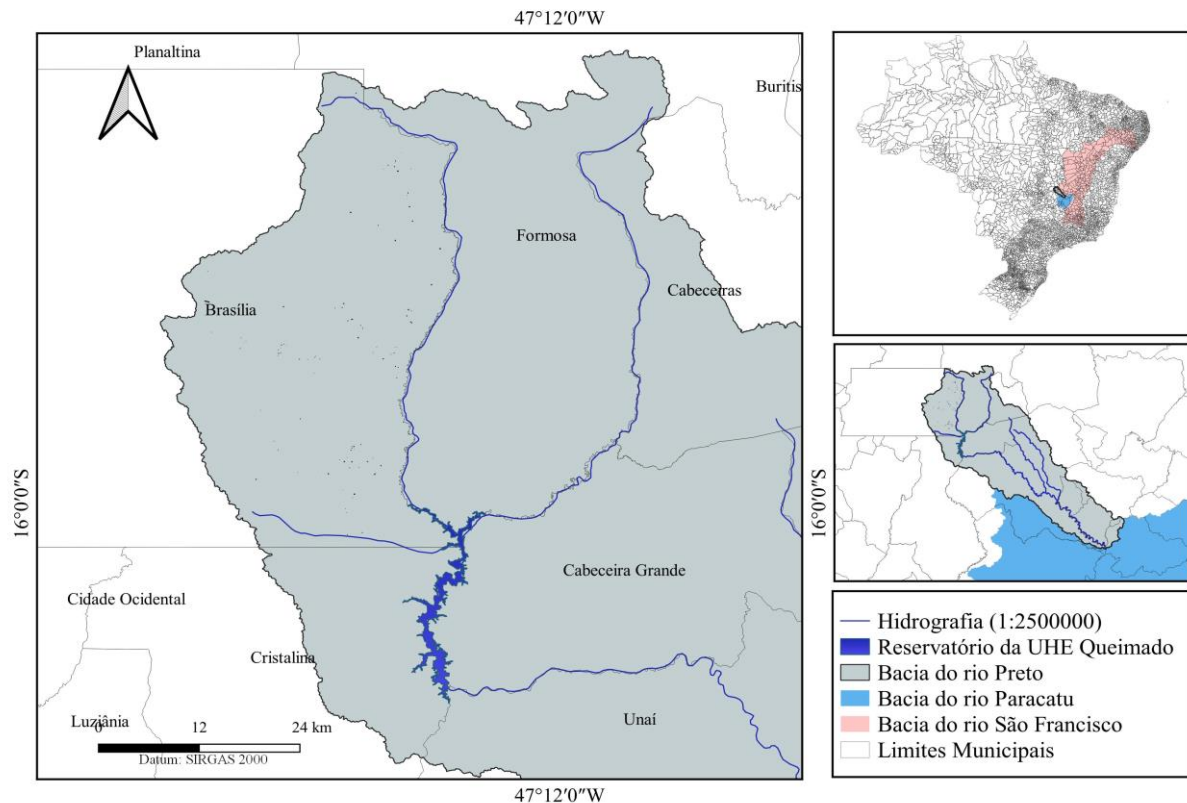 47°12′0″W
Planaltina
Buritis
Formosa
Cabeceiras
Brasília
16°0′0″S
16°0′0″S
Cabeceira Grande
Cidade Ocidental
Cristalina
Luziânia
Unaí
0 12 24 km
Datum: SIRGAS 2000
47°12′0″W
Hidrografia (1:2500000)
Reservatório da UHE Queimado
Bacia do rio Preto
Bacia do rio Paracatu
Bacia do rio São Francisco
Limites Municipais